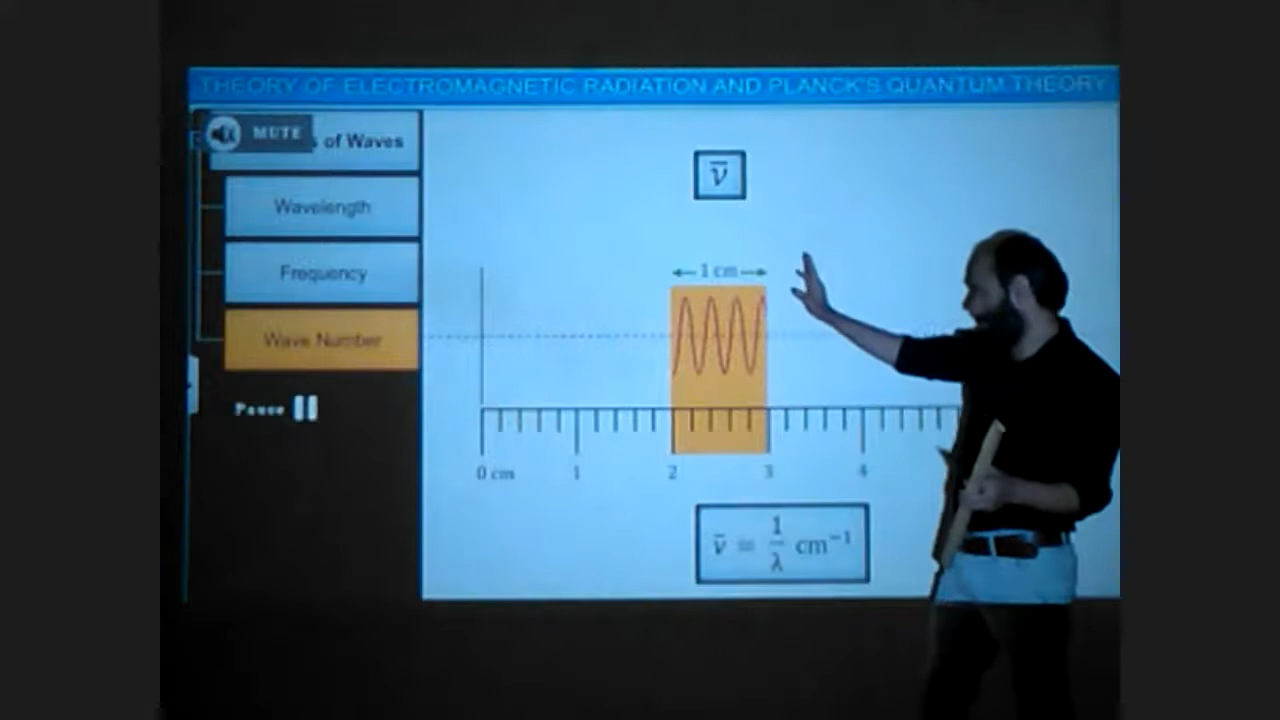 THEORY OF ELECTROMAGNETIC RADIATION AND PLANCK'S QUANTUM THEORY
MUTE
of Waves
Wavelength
Frequency
Wave Number
Pause
ν̅
1 cm
0 cm 1 2 3 4
ν̅ = 1/λ cm⁻¹